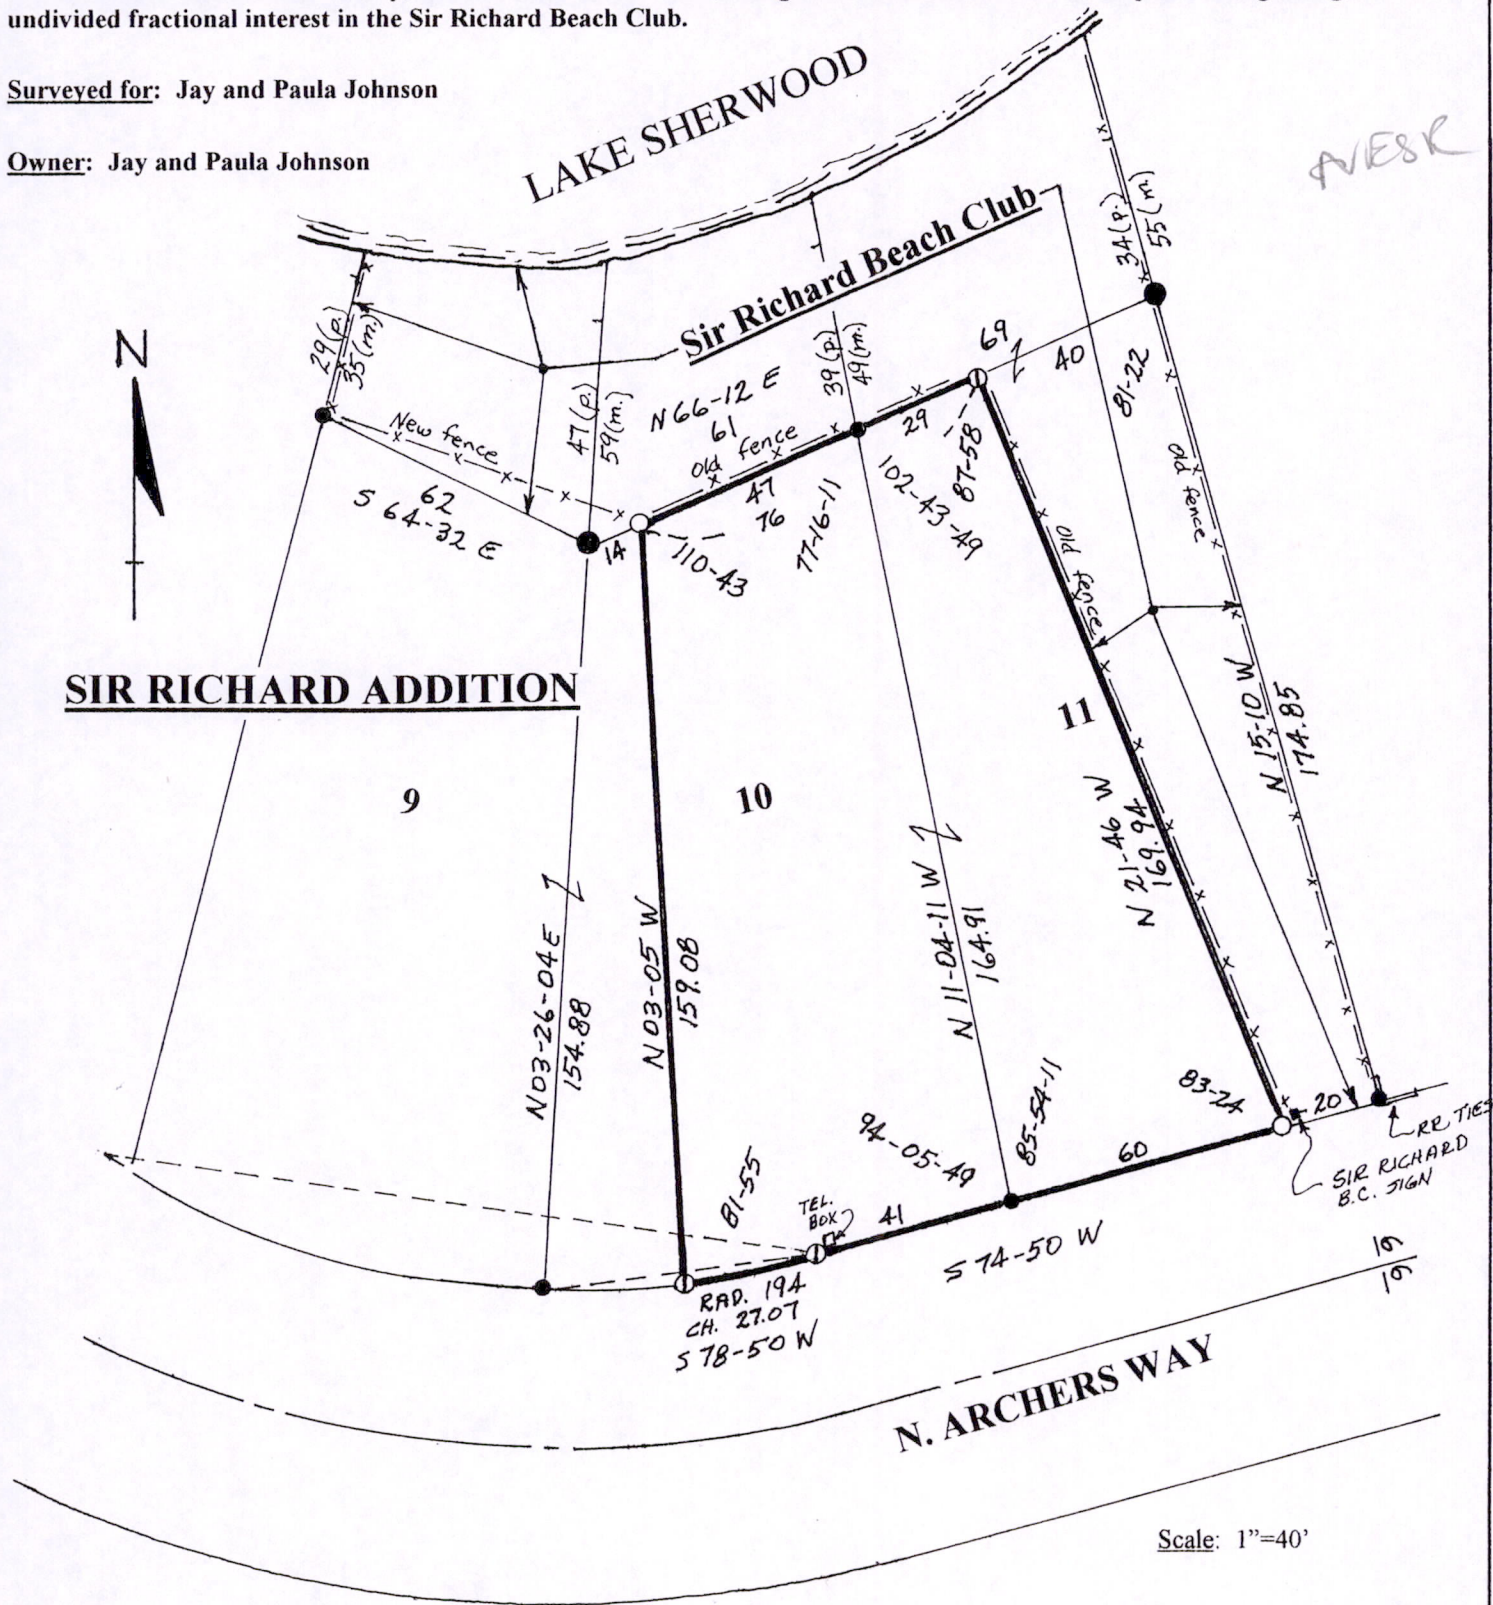 undivided fractional interest in the Sir Richard Beach Club.
Surveyed for: Jay and Paula Johnson
Owner: Jay and Paula Johnson
LAKE SHERWOOD
Sir Richard Beach Club
N
29 (p.)
35 (m.)
47 (p.)
59 (m.)
39 (p.)
49 (m.)
34 (p.)
55 (m.)
New fence
62
S 64-32 E
14
N 66-12 E
61
Old fence
47
76
29
69
40
110-43
77-16-11
102-43-49
87-58
81-22
Old fence
Old fence
SIR RICHARD ADDITION
9
10
11
N 03-26-04 E
154.88
N 03-05 W
159.08
N 11-04-11 W
164.91
N 21-46 W
169.94
N 15-10 W
174.85
81-55
94-05-49
85-54-11
83-24
20
RR TIES
SIR RICHARD
B.C. SIGN
TEL.
BOX
41
60
RAD. 194
CH. 27.07
S 78-50 W
S 74-50 W
19
19
N. ARCHERS WAY
Scale: 1"=40'